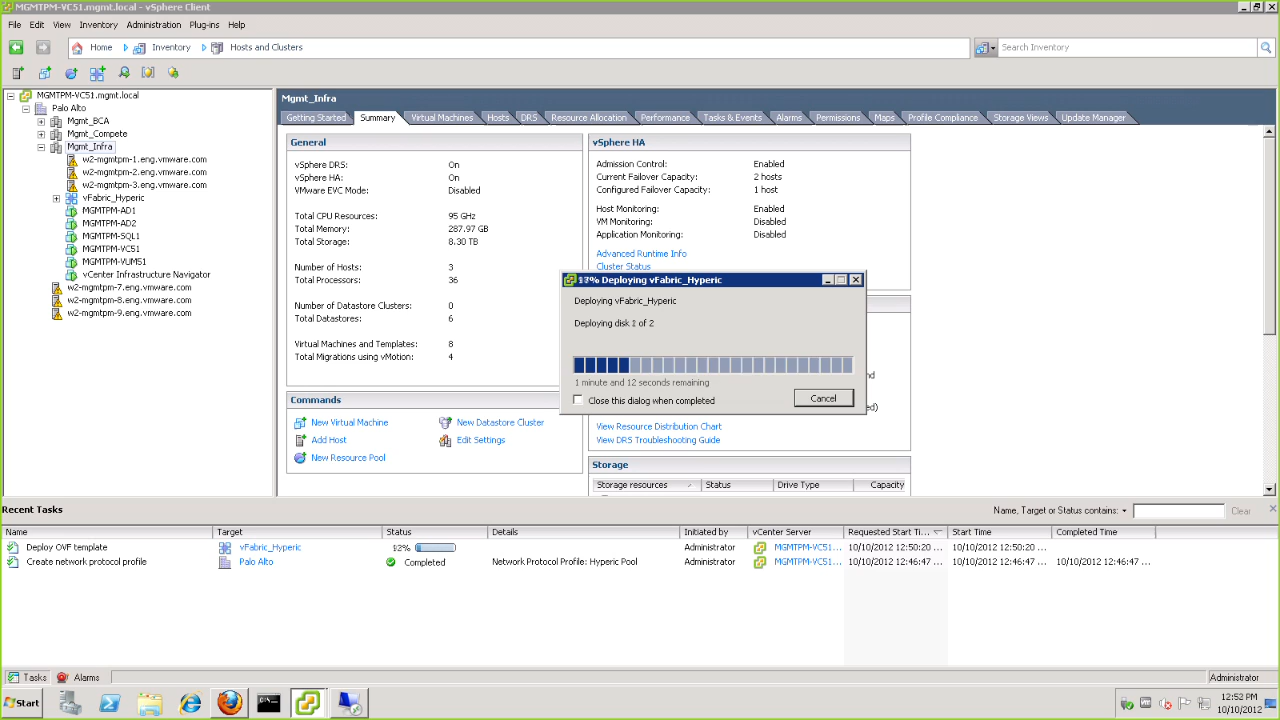 MGMTPM-VC51.mgmt.local - vSphere Client
File Edit View Inventory Administration Plug-ins Help
Home Inventory Hosts and Clusters Search Inventory
MGMTPM-VC51.mgmt.local
Palo Alto
Mgmt_BCA
Mgmt_Compete
Mgmt_Infra
w2-mgmtpm-1.eng.vmware.com
w2-mgmtpm-2.eng.vmware.com
w2-mgmtpm-3.eng.vmware.com
vFabric_Hyperic
MGMTPM-AD1
MGMTPM-AD2
MGMTPM-SQL1
MGMTPM-VC51
MGMTPM-VUM51
vCenter Infrastructure Navigator
w2-mgmtpm-7.eng.vmware.com
w2-mgmtpm-8.eng.vmware.com
w2-mgmtpm-9.eng.vmware.com
Mgmt_Infra
Getting Started Summary Virtual Machines Hosts DRS Resource Allocation Performance Tasks & Events Alarms Permissions Maps Profile Compliance Storage Views Update Manager
General
vSphere DRS: On
vSphere HA: On
VMware EVC Mode: Disabled
Total CPU Resources: 95 GHz
Total Memory: 287.97 GB
Total Storage: 8.30 TB
Number of Hosts: 3
Total Processors: 36
Number of Datastore Clusters: 0
Total Datastores: 6
Virtual Machines and Templates: 8
Total Migrations using vMotion: 4
Commands
New Virtual Machine New Datastore Cluster
Add Host Edit Settings
New Resource Pool
vSphere HA
Admission Control: Enabled
Current Failover Capacity: 2 hosts
Configured Failover Capacity: 1 host
Host Monitoring: Enabled
VM Monitoring: Disabled
Application Monitoring: Disabled
Advanced Runtime Info
Cluster Status
Deploying vFabric_Hyperic
Deploying vFabric_Hyperic
Deploying disk 1 of 2
1 minute and 12 seconds remaining
Close this dialog when completed Cancel
View Resource Distribution Chart
View DRS Troubleshooting Guide
Storage
Storage resources Status Drive Type Capacity
Recent Tasks Name, Target or Status contains: Clear
Name Target Status Details Initiated by vCenter Server Requested Start Ti... Start Time Completed Time
Deploy OVF template vFabric_Hyperic Administrator MGMTPM-VC51... 10/10/2012 12:50:20 ... 10/10/2012 12:50:20 ...
Create network protocol profile Palo Alto Completed Network Protocol Profile: Hyperic Pool Administrator MGMTPM-VC51... 10/10/2012 12:46:47 ... 10/10/2012 12:46:47 ... 10/10/2012 12:46:47 ...
Tasks Alarms Administrator
Start 12:52 PM
10/10/2012